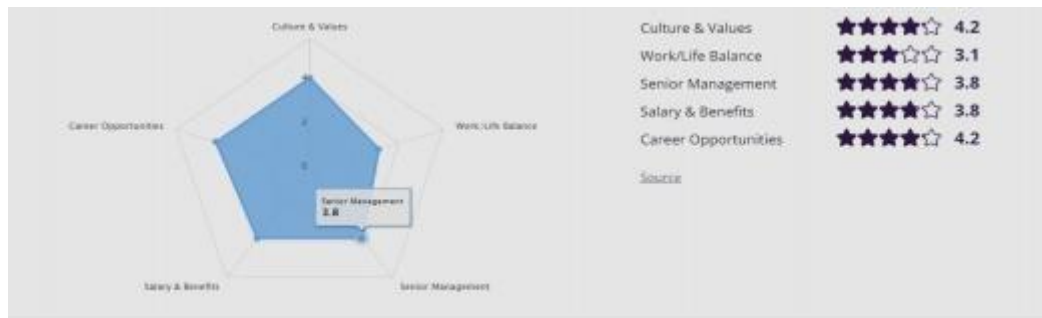 Culture & Values
Career Opportunities
Work/Life Balance
Senior Management
3.8
Salary & Benefits
Senior Management
Culture & Values 4.2
Work/Life Balance 3.1
Senior Management 3.8
Salary & Benefits 3.8
Career Opportunities 4.2
Source